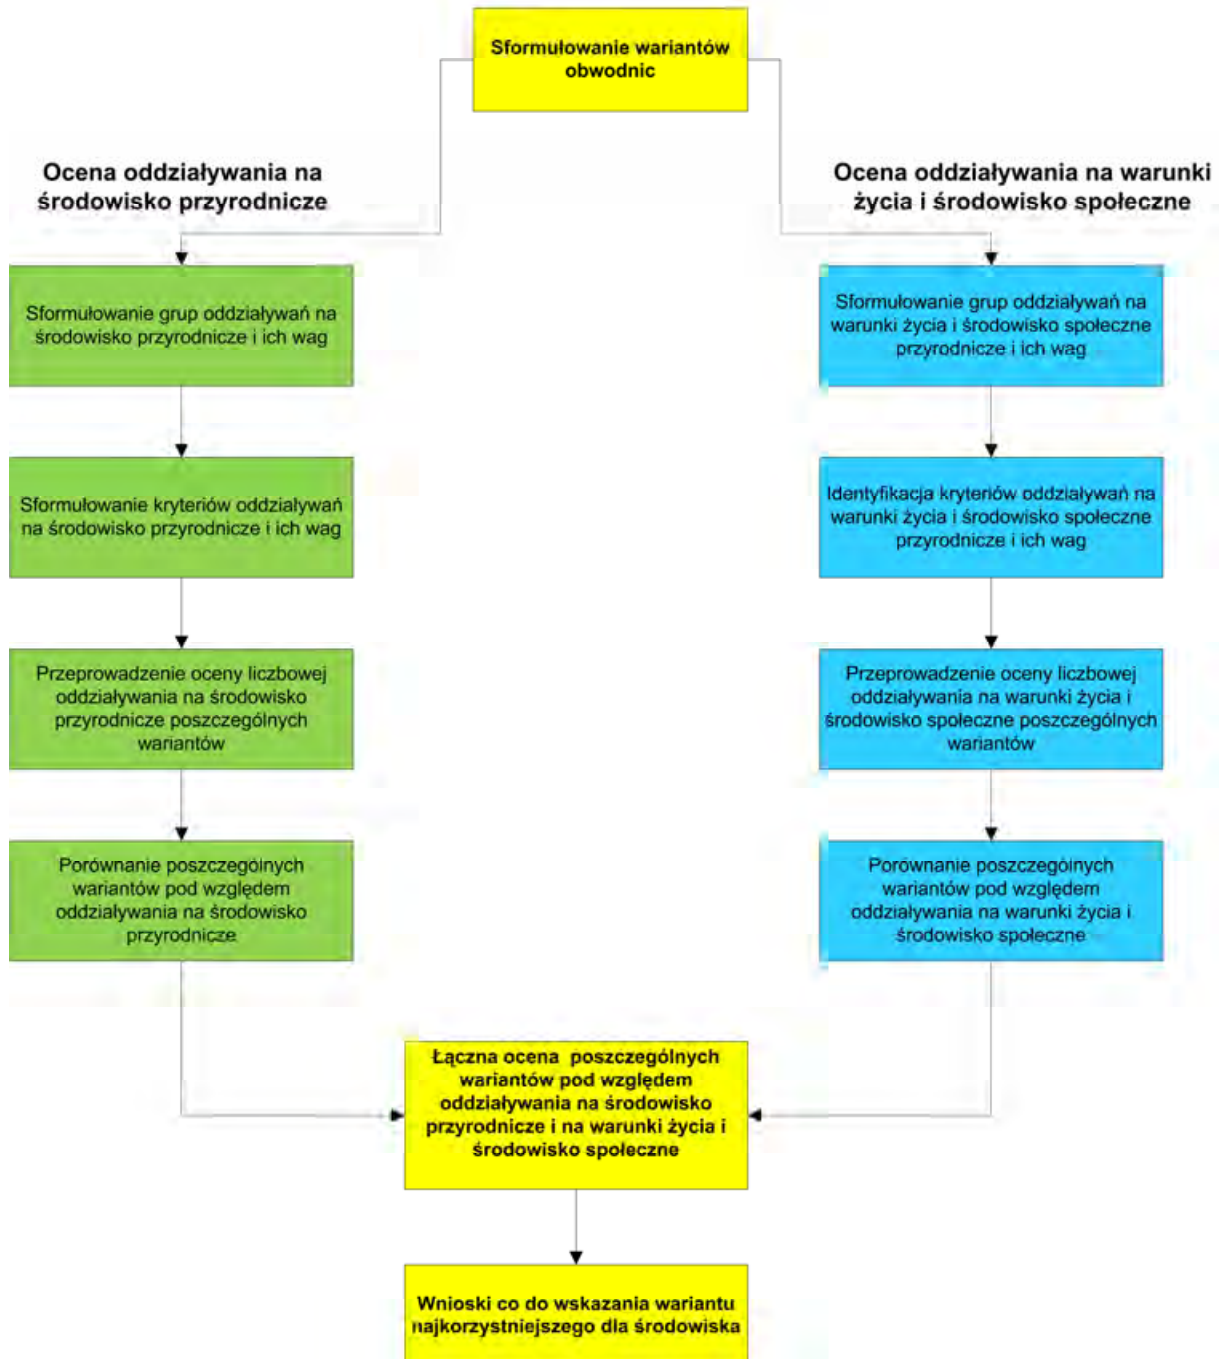 Sformułowanie wariantów
obwodnic
Ocena oddziaływania na
środowisko przyrodnicze
Ocena oddziaływania na warunki
życia i środowisko społeczne
Sformułowanie grup oddziaływań na
środowisko przyrodnicze i ich wag
Sformułowanie grup oddziaływań na
warunki życia i środowisko społeczne
przyrodnicze i ich wag
Sformułowanie kryteriów oddziaływań
na środowisko przyrodnicze i ich wag
Identyfikacja kryteriów oddziaływań na
warunki życia i środowisko społeczne
przyrodnicze i ich wag
Przeprowadzenie oceny liczbowej
oddziaływania na środowisko
przyrodnicze poszczególnych
wariantów
Przeprowadzenie oceny liczbowej
oddziaływania na warunki życia i
środowisko społeczne poszczególnych
wariantów
Porównanie poszczególnych
wariantów pod względem
oddziaływania na środowisko
przyrodnicze
Porównanie poszczególnych
wariantów pod względem
oddziaływania na warunki życia i
środowisko społeczne
Łączna ocena poszczególnych
wariantów pod względem
oddziaływania na środowisko
przyrodnicze i na warunki życia i
środowisko społeczne
Wnioski co do wskazania wariantu
najkorzystniejszego dla środowiska